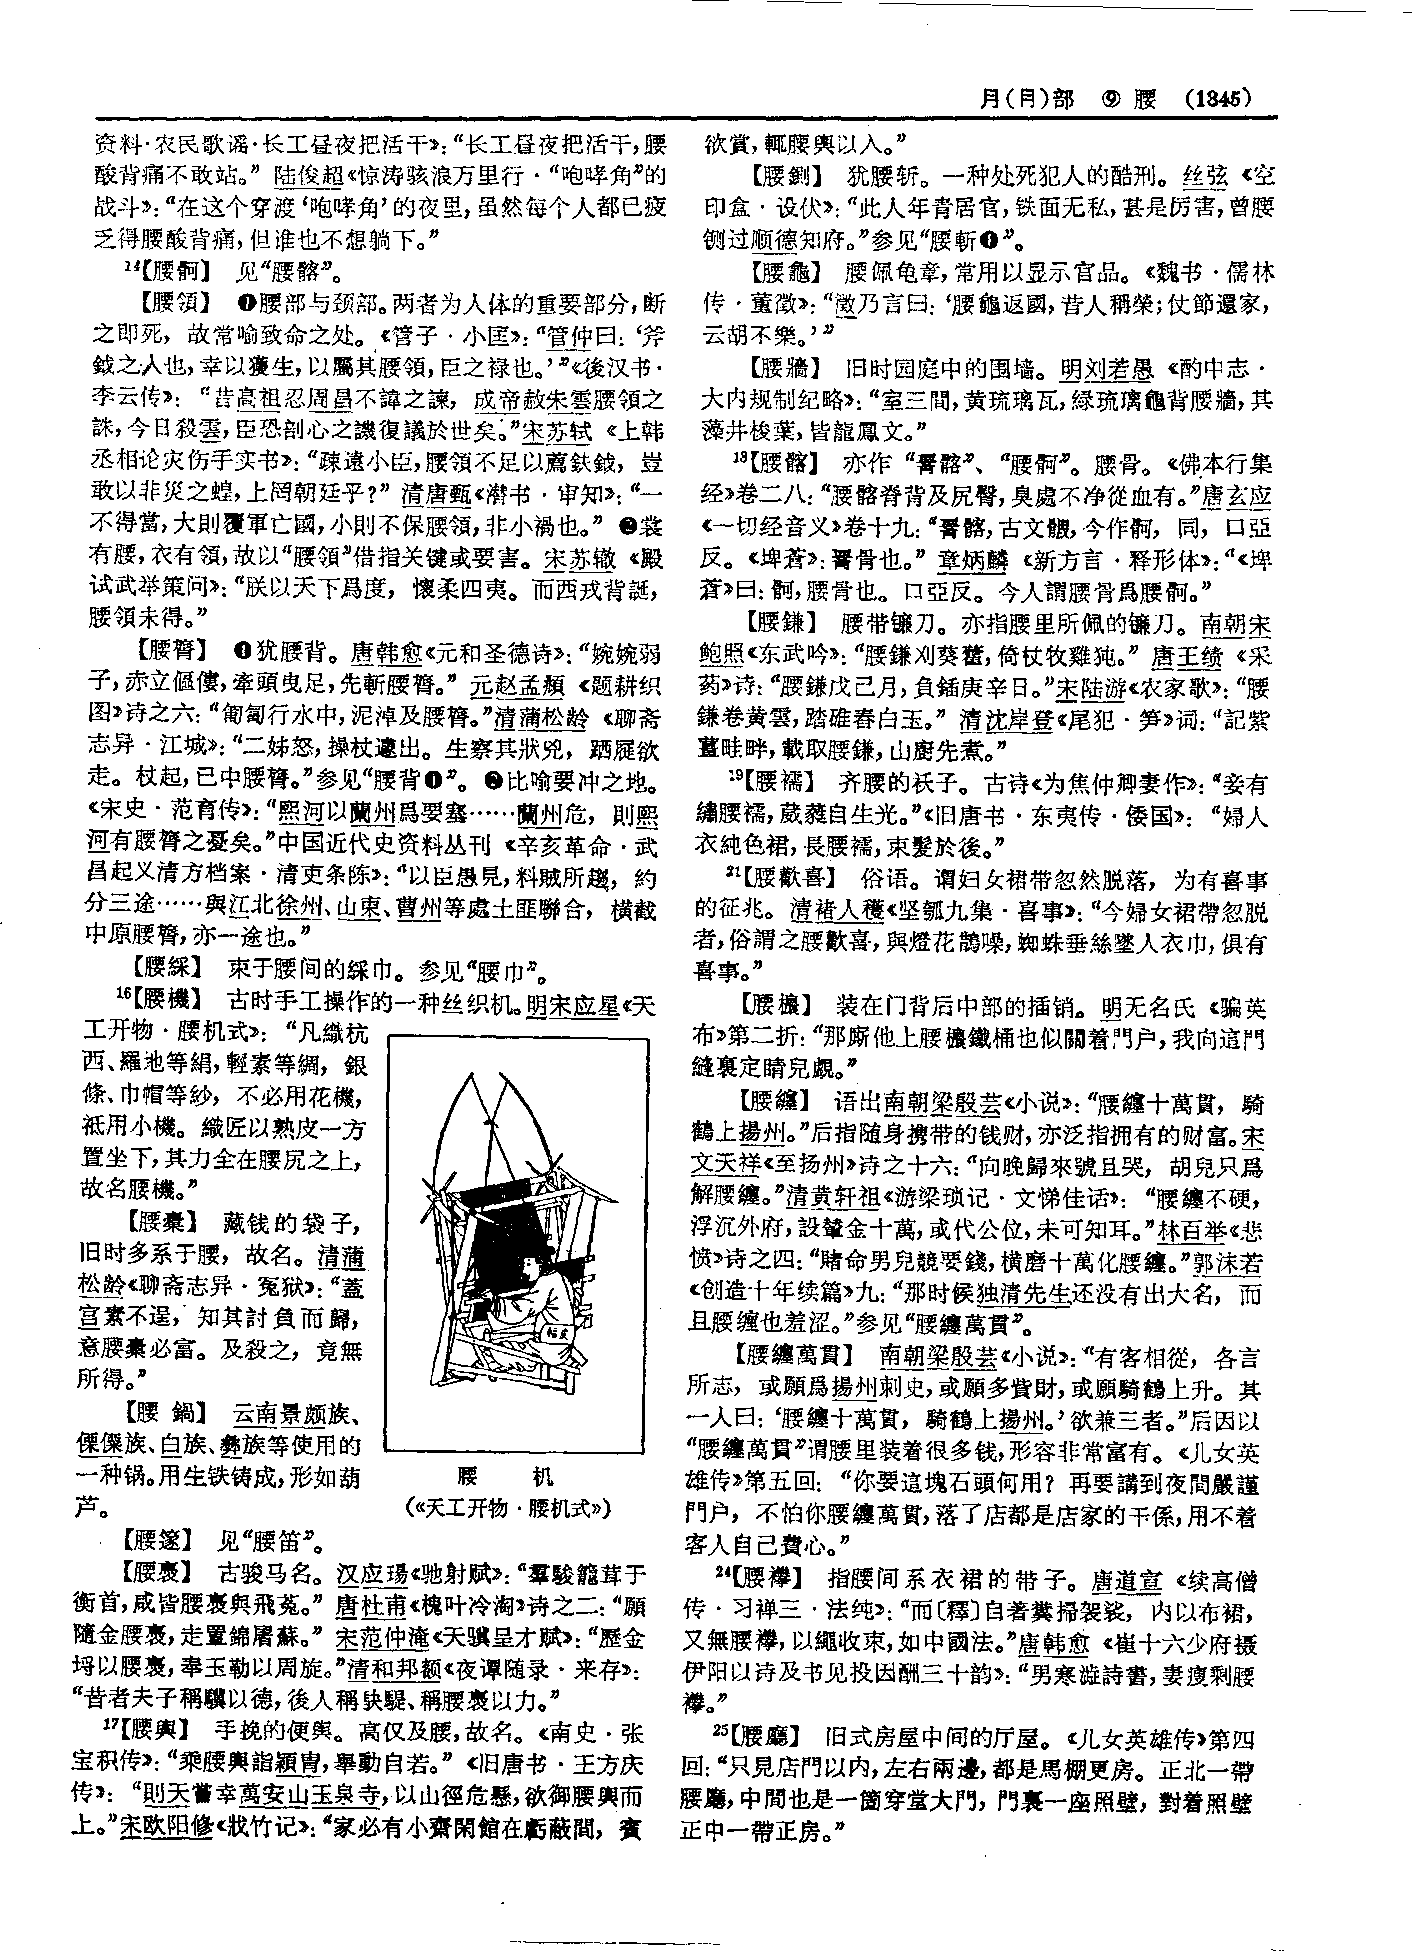 月(⺼)部 ⑨ 腰 (1345)
资料·农民歌谣·长工昼夜把活干》：“长工昼夜把活干，腰
酸背痛不敢站。” 陆俊超《惊涛骇浪万里行·“咆哮角”的
战斗》：“在这个穿渡‘咆哮角’的夜里，虽然每个人都已疲
乏得腰酸背痛，但谁也不想躺下。”
14【腰骬】 见“腰髂”。
【腰領】 ❶腰部与颈部。两者为人体的重要部分，断
之即死，故常喻致命之处。《管子·小匡》：“管仲曰：‘斧
鉞之人也，幸以獲生，以屬其腰領，臣之禄也。’”《後汉书·
李云传》：“昔高祖忍周昌不諱之諫，成帝赦朱雲腰領之
誅，今日殺雲，臣恐剖心之譏復議於世矣。”宋苏轼《上韩
丞相论灾伤手实书》：“疎遠小臣，腰領不足以薦鈇鉞，豈
敢以非災之蝗，上罔朝廷乎？” 清唐甄《潜书·审知》：“一
不得當，大則覆軍亡國，小則不保腰領，非小禍也。” ❷裳
有腰，衣有領，故以“腰領”借指关键或要害。宋苏辙《殿
试武举策问》：“朕以天下爲度，懷柔四夷。而西戎背誕，
腰領未得。”
【腰膂】 ❶犹腰背。唐韩愈《元和圣德诗》：“婉婉弱
子，赤立傴僂，牽頭曳足，先斬腰膂。” 元赵孟頫《题耕织
图》诗之六：“匍匐行水中，泥淖及腰膂。”清蒲松龄《聊斋
志异·江城》：“二姊怒，操杖遽出。生察其狀兇，跴屣欲
走。杖起，已中腰膂。”参见“腰背❶”。❷比喻要冲之地。
《宋史·范育传》：“熙河以蘭州爲要塞……蘭州危，則熙
河有腰膂之憂矣。”中国近代史资料丛刊《辛亥革命·武
昌起义清方档案·清吏条陈》：“以臣愚見，料賊所趨，約
分三途……與江北徐州、山東、曹州等處土匪聯合，横截
中原腰膂，亦一途也。”
【腰綵】 束于腰间的綵巾。参见“腰巾”。
16【腰機】 古时手工操作的一种丝织机。明宋应星《天
工开物·腰机式》：“凡織杭
西、羅地等絹，輕素等綢，銀
條、巾帽等紗，不必用花機，
祇用小機。織匠以熟皮一方
置坐下，其力全在腰尻之上，
故名腰機。”
【腰橐】 藏钱的袋子，
旧时多系于腰，故名。清蒲
松龄《聊斋志异·冤狱》：“蓋
宫素不逞，知其討負而歸，
意腰橐必富。及殺之，竟無
所得。”
【腰鍋】 云南景颇族、
傈僳族、白族、彝族等使用的
一种锅。用生铁铸成，形如葫
芦。
腰 机
（《天工开物·腰机式》）
【腰篴】 见“腰笛”。
【腰褭】 古骏马名。汉应瑒《驰射赋》：“羣駿籠茸于
衡首，咸皆腰褭與飛菟。” 唐杜甫《槐叶冷淘》诗之二：“願
隨金腰褭，走置錦屠蘇。” 宋范仲淹《天骥呈才赋》：“歷金
埒以腰褭，奉玉勒以周旋。”清和邦额《夜谭随录·来存》：
“昔者夫子稱驥以德，後人稱駃騠、稱腰褭以力。”
17【腰輿】 手挽的便舆。高仅及腰，故名。《南史·张
宝积传》：“乘腰輿詣穎胄，舉動自若。” 《旧唐书·王方庆
传》：“則天嘗幸萬安山玉泉寺，以山徑危懸，欲御腰輿而
上。”宋欧阳修《戕竹记》：“家必有小齋閑館在虧蔽間，賓
欲賞，輒腰輿以入。”
【腰劉】 犹腰斩。一种处死犯人的酷刑。丝弦《空
印盒·设伏》：“此人年青居官，铁面无私，甚是厉害，曾腰
铡过顺德知府。”参见“腰斬❶”。
【腰龜】 腰佩龟章，常用以显示官品。《魏书·儒林
传·董徵》：“徵乃言曰：‘腰龜返國，昔人稱榮；仗節還家，
云胡不樂。’”
【腰牆】 旧时园庭中的围墙。明刘若愚《酌中志·
大内规制纪略》：“室三間，黄琉璃瓦，緑琉璃龜背腰牆，其
藻井梭葉，皆龍鳳文。”
18【腰髂】 亦作“𦝫髂”、“腰骬”。腰骨。《佛本行集
经》卷二八：“腰髂脊背及尻臀，臭處不净從血有。”唐玄应
《一切经音义》卷十九：“䯊髂，古文䯊，今作骬，同，口亞
反。《埤蒼》：䯊骨也。” 章炳麟《新方言·释形体》：“《埤
蒼》曰：骬，腰骨也。口亞反。今人謂腰骨爲腰骬。”
【腰鎌】 腰带镰刀。亦指腰里所佩的镰刀。南朝宋
鲍照《东武吟》：“腰鎌刈葵藿，倚杖牧雞㹠。” 唐王绩《采
药》诗：“腰鎌戊己月，負鍤庚辛日。”宋陆游《农家歌》：“腰
鎌卷黄雲，踏碓舂白玉。” 清沈岸登《尾犯·笋》词：“記紫
薑畦畔，載取腰鎌，山廚先煮。”
19【腰襦】 齐腰的袄子。古诗《为焦仲卿妻作》：“妾有
繡腰襦，葳蕤自生光。”《旧唐书·东夷传·倭国》：“婦人
衣純色裙，長腰襦，束髮於後。”
21【腰歡喜】 俗语。谓妇女裙带忽然脱落，为有喜事
的征兆。清褚人穫《坚瓠九集·喜事》：“今婦女裙帶忽脱
者，俗謂之腰歡喜，與燈花鵲噪，蜘蛛垂絲墜人衣巾，俱有
喜事。”
【腰櫎】 装在门背后中部的插销。明无名氏《骗英
布》第二折：“那廝他上腰櫎鐵桶也似關着門户，我向這門
縫裏定睛兒覷。”
【腰纏】 语出南朝梁殷芸《小说》：“腰纏十萬貫，騎
鶴上揚州。”后指随身携带的钱财，亦泛指拥有的财富。宋
文天祥《至扬州》诗之十六：“向晚歸來號且哭，胡兒只爲
解腰纏。”清黄轩祖《游梁琐记·文悌佳话》：“腰纏不硬，
浮沉外府，設輦金十萬，或代公位，未可知耳。”林百举《悲
愤》诗之四：“賭命男兒競要錢，横磨十萬化腰纏。”郭沫若
《创造十年续篇》九：“那时候独清先生还没有出大名，而
且腰缠也羞涩。”参见“腰纏萬貫”。
【腰纏萬貫】 南朝梁殷芸《小说》：“有客相從，各言
所志，或願爲揚州刺史，或願多貲財，或願騎鶴上升。其
一人曰：‘腰纏十萬貫，騎鶴上揚州。’欲兼三者。”后因以
“腰纏萬貫”谓腰里装着很多钱，形容非常富有。《儿女英
雄传》第五回：“你要這塊石頭何用？再要講到夜間嚴謹
門户，不怕你腰纏萬貫，落了店都是店家的干係，用不着
客人自己費心。”
24【腰襻】 指腰间系衣裙的带子。唐道宣《续高僧
传·习禅三·法纯》：“而〔釋〕自著糞掃袈裟，内以布裙，
又無腰襻，以繩收束，如中國法。”唐韩愈《崔十六少府摄
伊阳以诗及书见投因酬三十韵》：“男寒澁詩書，妻瘦剩腰
襻。”
25【腰廳】 旧式房屋中间的厅屋。《儿女英雄传》第四
回：“只見店門以内，左右兩邊，都是馬棚更房。正北一帶
腰廳，中間也是一箇穿堂大門，門裏一座照壁，對着照壁
正中一帶正房。”